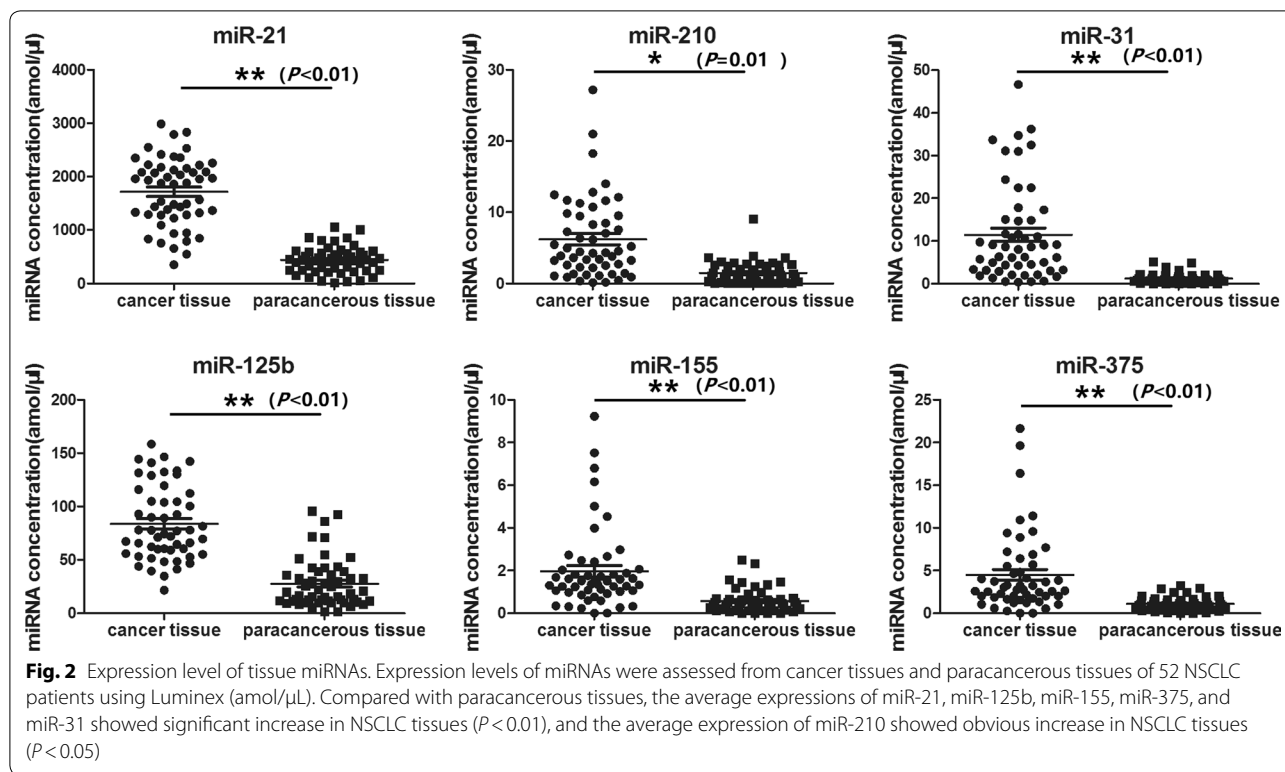 miR-21
miRNA concentration(amol/µl)
4000
3000
2000
1000
0
** (P<0.01)
cancer tissue paracancerous tissue
miR-210
miRNA concentration(amol/µl)
30
20
10
0
* (P=0.01 )
cancer tissue paracancerous tissue
miR-31
miRNA concentration(amol/µl)
50
40
30
20
10
0
** (P<0.01)
cancer tissue paracancerous tissue
miR-125b
miRNA concentration(amol/µl)
200
150
100
50
0
** (P<0.01)
cancer tissue paracancerous tissue
miR-155
miRNA concentration(amol/µl)
10
8
6
4
2
0
** (P<0.01)
cancer tissue paracancerous tissue
miR-375
miRNA concentration(amol/µl)
25
20
15
10
5
0
** (P<0.01)
cancer tissue paracancerous tissue
Fig. 2 Expression level of tissue miRNAs. Expression levels of miRNAs were assessed from cancer tissues and paracancerous tissues of 52 NSCLC
patients using Luminex (amol/μL). Compared with paracancerous tissues, the average expressions of miR-21, miR-125b, miR-155, miR-375, and
miR-31 showed significant increase in NSCLC tissues (P < 0.01), and the average expression of miR-210 showed obvious increase in NSCLC tissues
(P < 0.05)